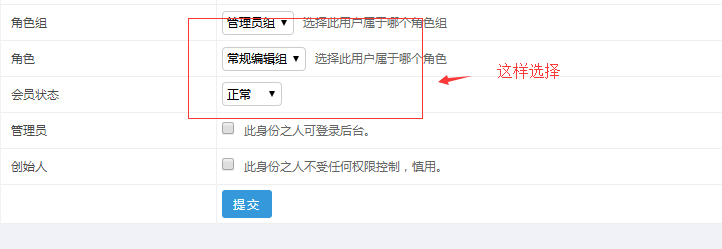 角色组 管理员组 选择此用户属于哪个角色组
角色 常规编辑组 选择此用户属于哪个角色
这样选择
会员状态 正常
管理员 此身份之人可登录后台。
创始人 此身份之人不受任何权限控制，慎用。
提交